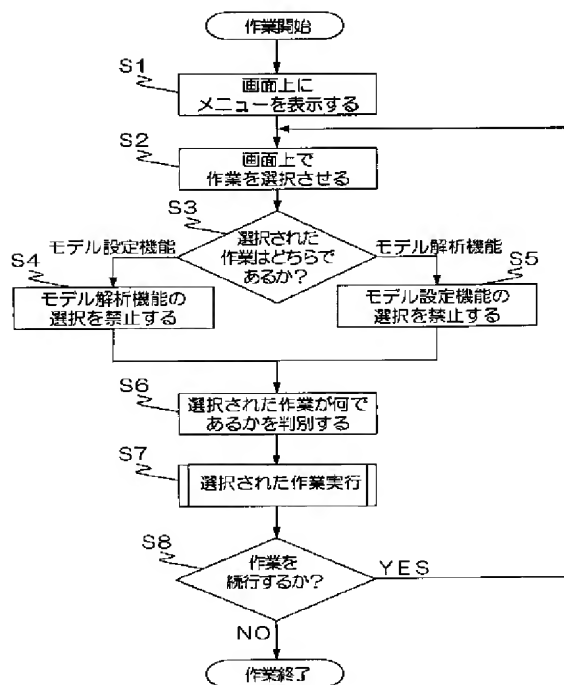 作業開始
S1
画面上に
メニューを表示する
S2
画面上で
作業を選択させる
S3
選択された
作業はどちらで
あるか？
モデル設定機能
モデル解析機能
S4
モデル解析機能の
選択を禁止する
S5
モデル設定機能の
選択を禁止する
S6
選択された作業が何で
あるかを判別する
S7
選択された作業実行
S8
作業を
続行するか？
YES
NO
作業終了